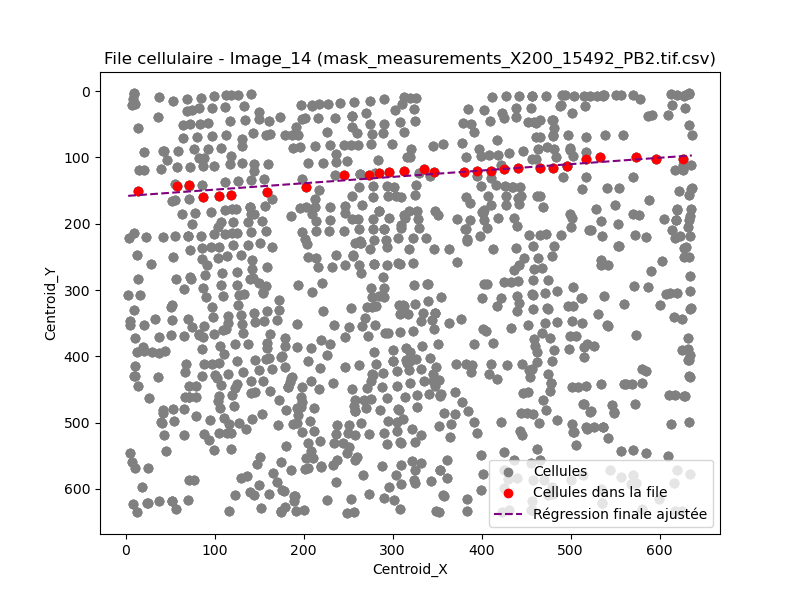 File cellulaire - Image_14 (mask_measurements_X200_15492_PB2.tif.csv)
0
100
200
300
400
500
600
Centroid_Y
Cellules
Cellules dans la file
Régression finale ajustée
0 100 200 300 400 500 600
Centroid_X